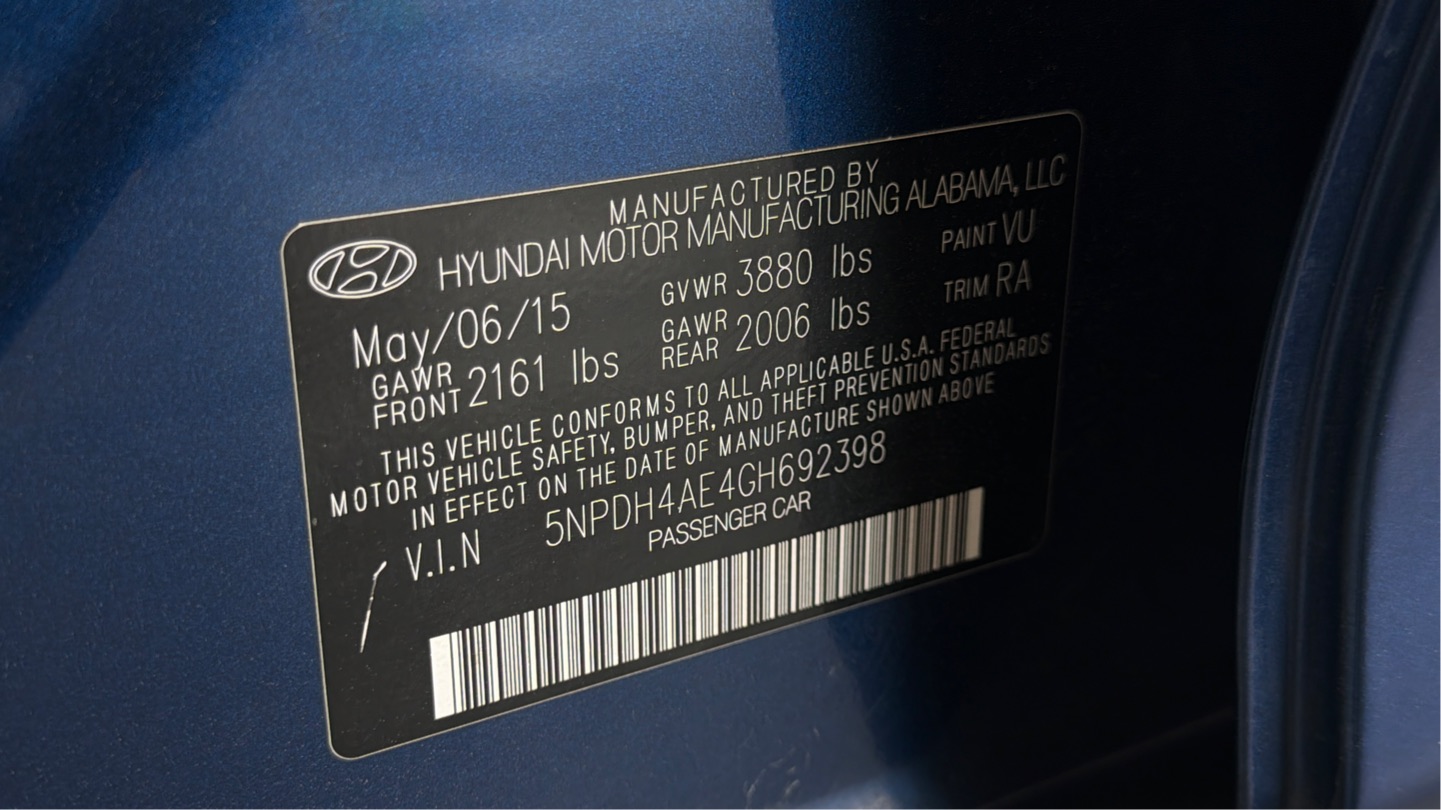 MANUFACTURED BY
HYUNDAI MOTOR MANUFACTURING ALABAMA, LLC
May/06/15 GVWR 3880 lbs PAINT VU
GAWR FRONT 2161 lbs GAWR REAR 2006 lbs TRIM RA
THIS VEHICLE CONFORMS TO ALL APPLICABLE U.S.A. FEDERAL
MOTOR VEHICLE SAFETY, BUMPER, AND THEFT PREVENTION STANDARDS
IN EFFECT ON THE DATE OF MANUFACTURE SHOWN ABOVE
V.I.N 5NPDH4AE4GH692398
PASSENGER CAR